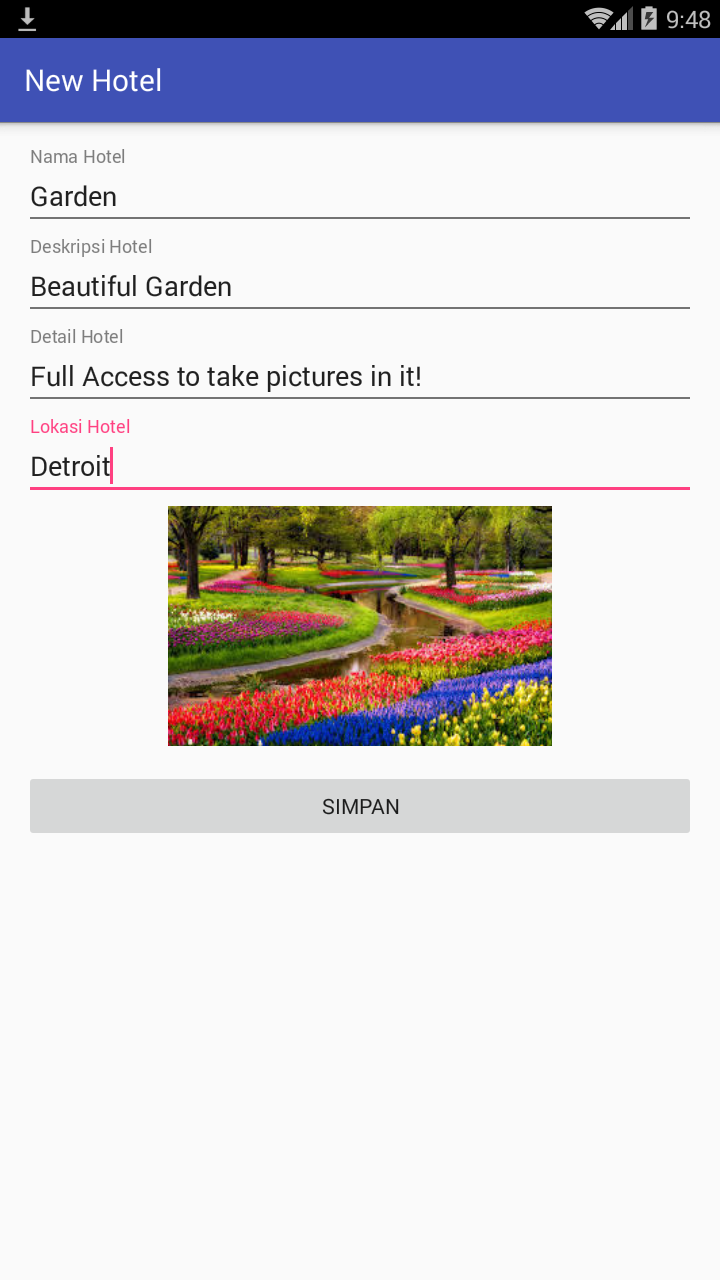 9:48
New Hotel
Nama Hotel
Garden
Deskripsi Hotel
Beautiful Garden
Detail Hotel
Full Access to take pictures in it!
Lokasi Hotel
Detroit
SIMPAN